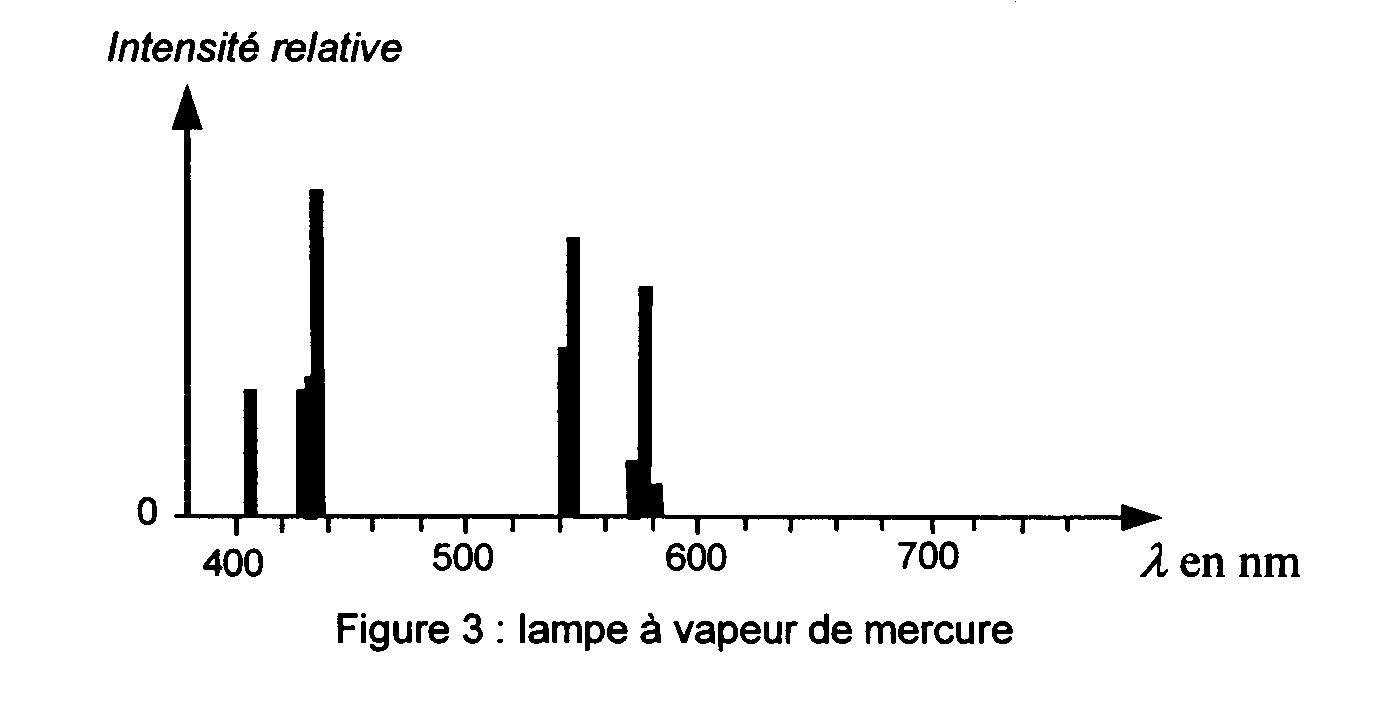 Intensité relative
0
400 500 600 700 λ en nm
Figure 3 : lampe à vapeur de mercure